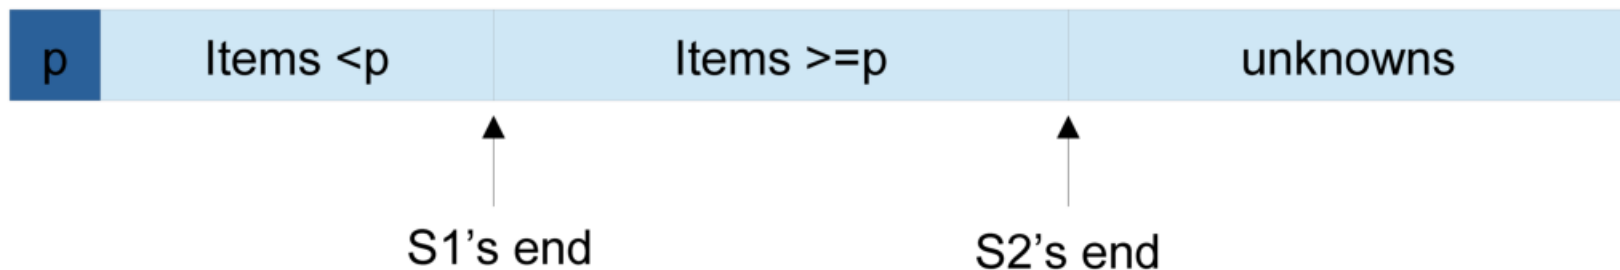 p Items <p Items >=p unknowns
S1’s end S2’s end